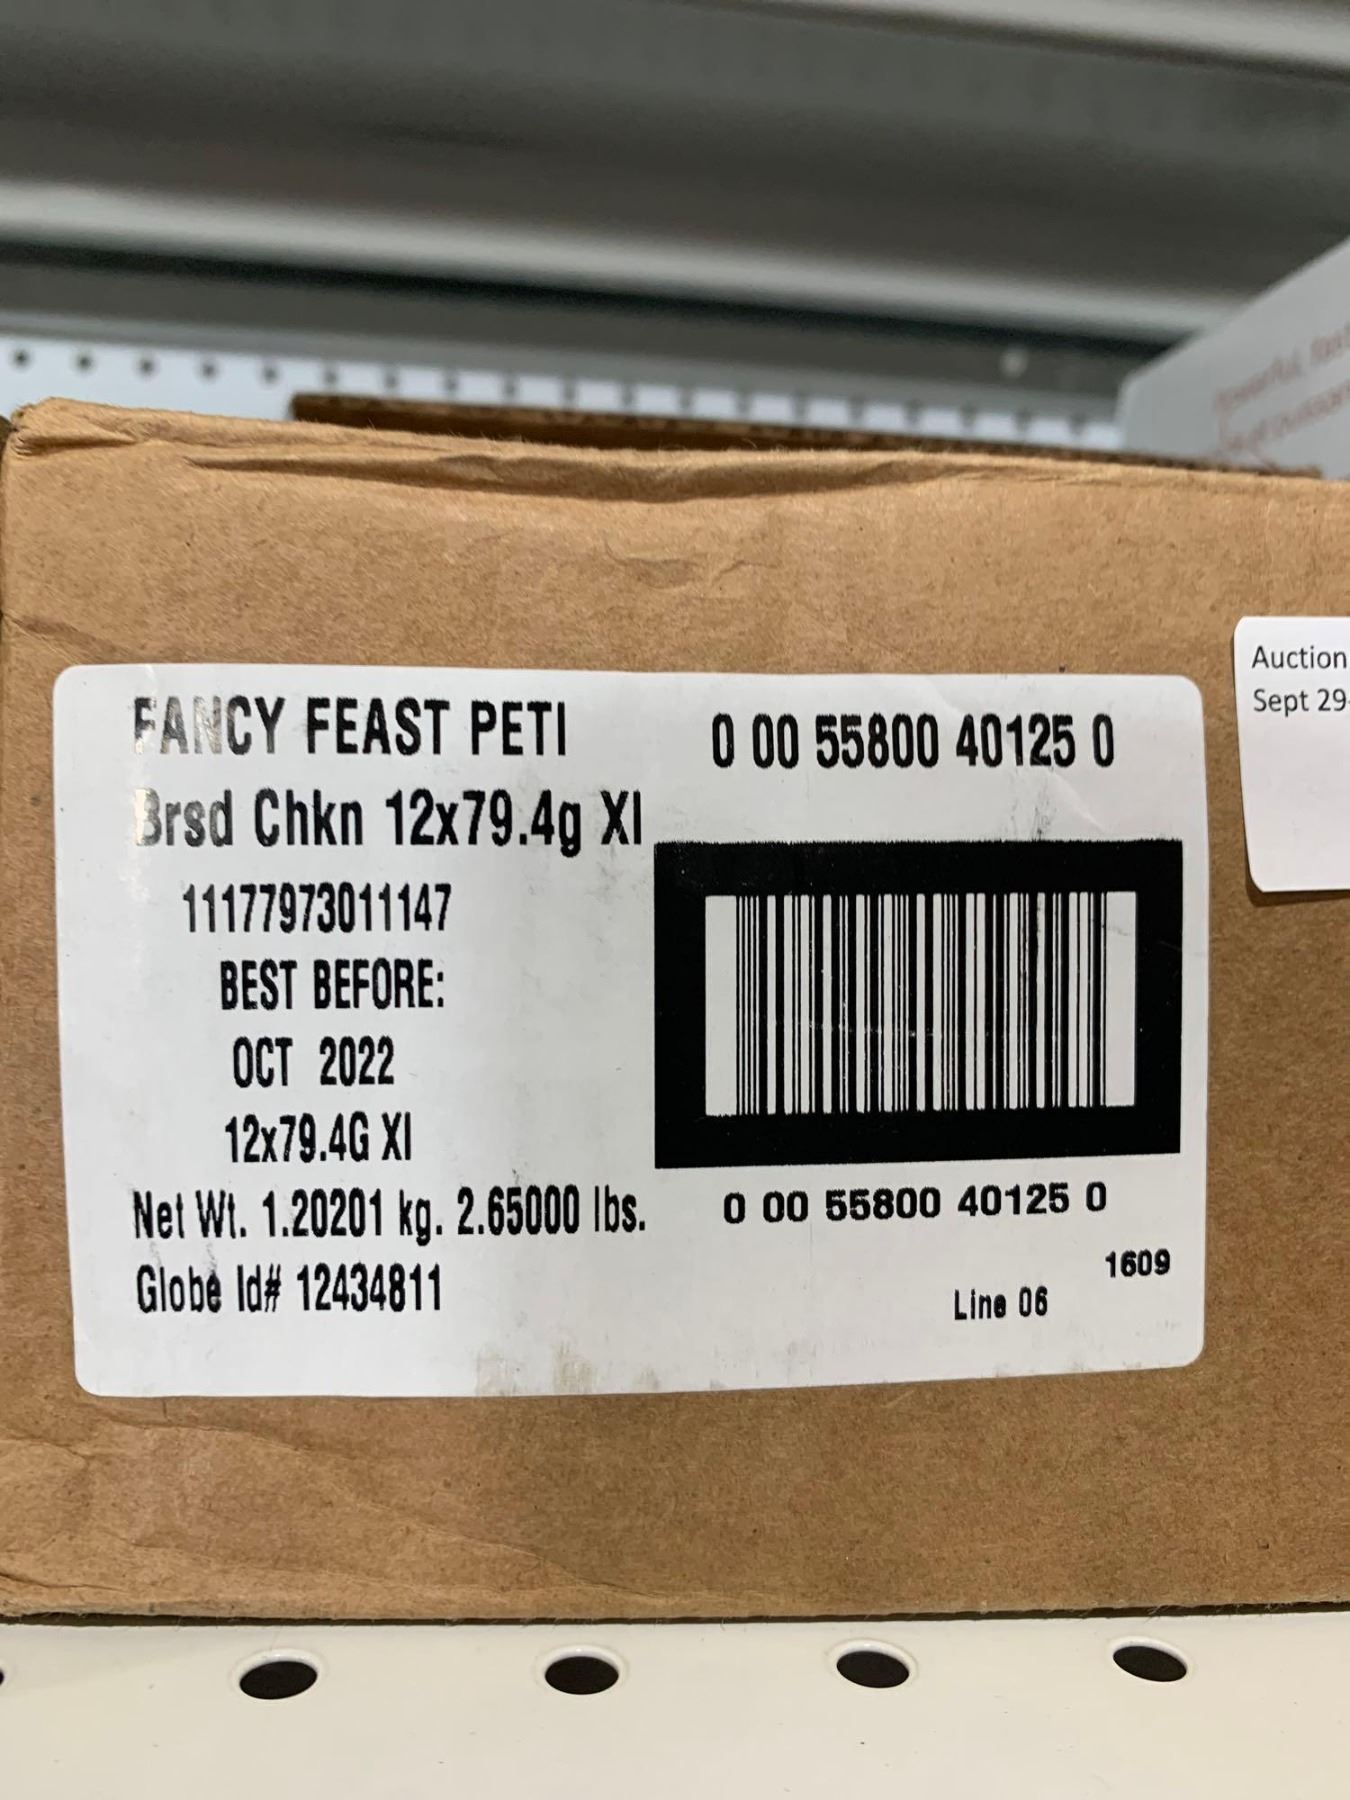 FANCY FEAST PETI
Brsd Chkn 12x79.4g XI
11177973011147
BEST BEFORE:
OCT 2022
12x79.4G XI
Net Wt. 1.20201 kg. 2.65000 lbs.
Globe Id# 12434811
0 00 55800 40125 0
0 00 55800 40125 0
1609
Line 06
Auction
Sept 29-